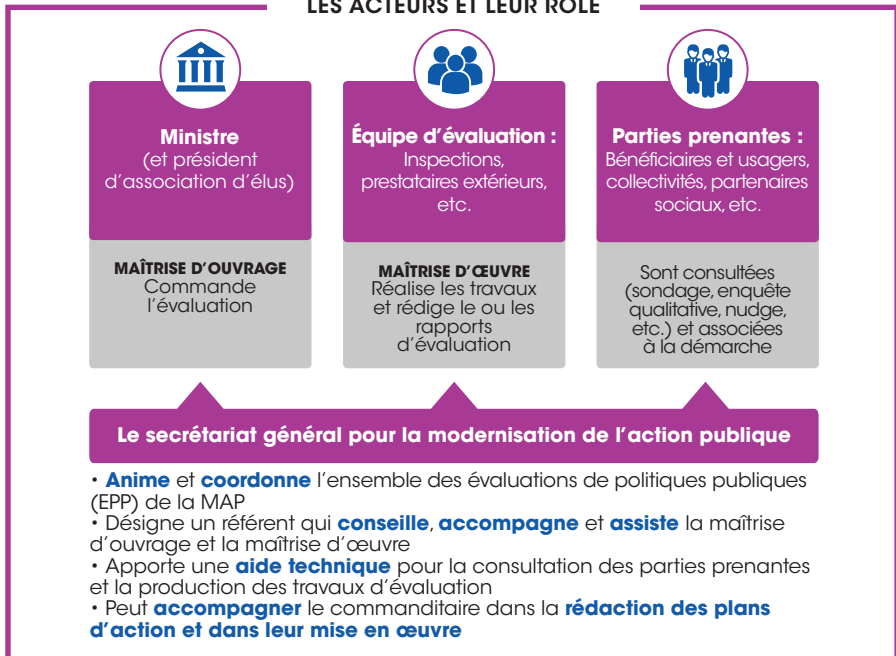 LES ACTEURS ET LEUR RÔLE
Ministre
(et président
d'association d'élus)
MAÎTRISE D'OUVRAGE
Commande
l'évaluation
Équipe d'évaluation :
Inspections,
prestataires extérieurs,
etc.
MAÎTRISE D'ŒUVRE
Réalise les travaux
et rédige le ou les
rapports
d'évaluation
Parties prenantes :
Bénéficiaires et usagers,
collectivités, partenaires
sociaux, etc.
Sont consultées
(sondage, enquête
qualitative, nudge,
etc.) et associées
à la démarche
Le secrétariat général pour la modernisation de l'action publique
• Anime et coordonne l'ensemble des évaluations de politiques publiques
(EPP) de la MAP
• Désigne un référent qui conseille, accompagne et assiste la maîtrise
d'ouvrage et la maîtrise d'œuvre
• Apporte une aide technique pour la consultation des parties prenantes
et la production des travaux d'évaluation
• Peut accompagner le commanditaire dans la rédaction des plans
d'action et dans leur mise en œuvre